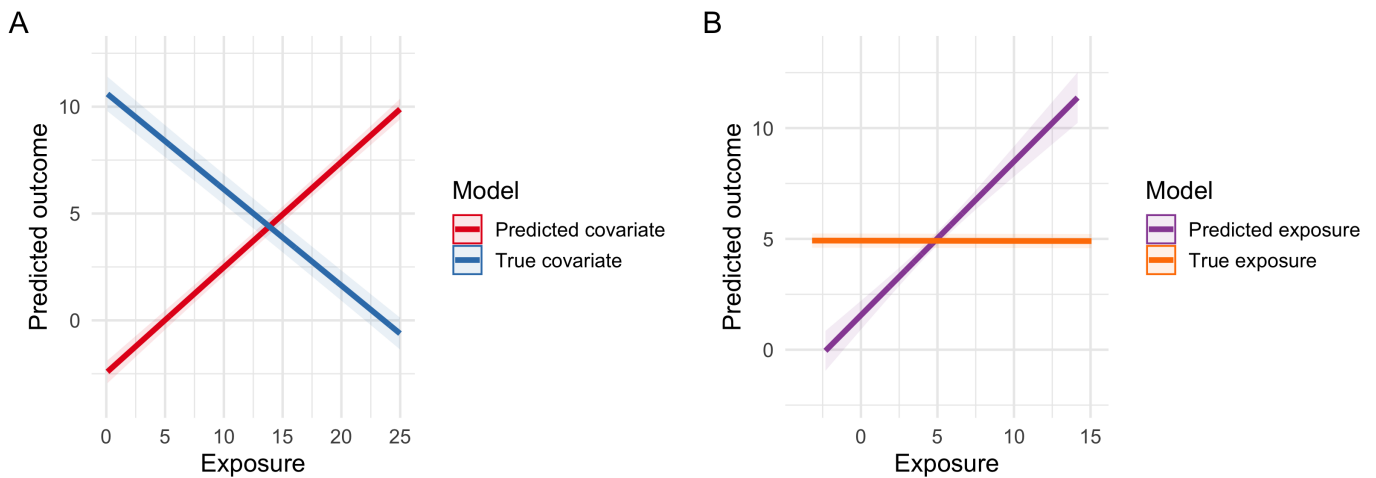 A
Predicted outcome
10
5
0
0 5 10 15 20 25
Exposure
Model
Predicted covariate
True covariate
B
Predicted outcome
10
5
0
0 5 10 15
Exposure
Model
Predicted exposure
True exposure